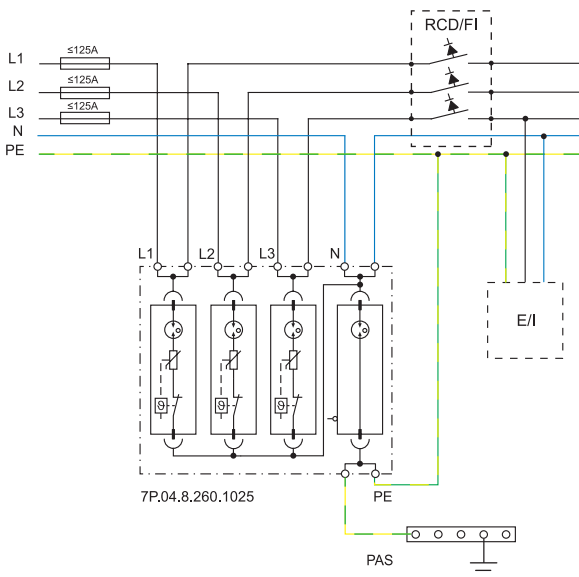 RCD/FI
L1
≤125A
L2
≤125A
L3
≤125A
N
PE
L1
L2
L3
N
ϑ
ϑ
ϑ
E/I
7P.04.8.260.1025
PE
PAS